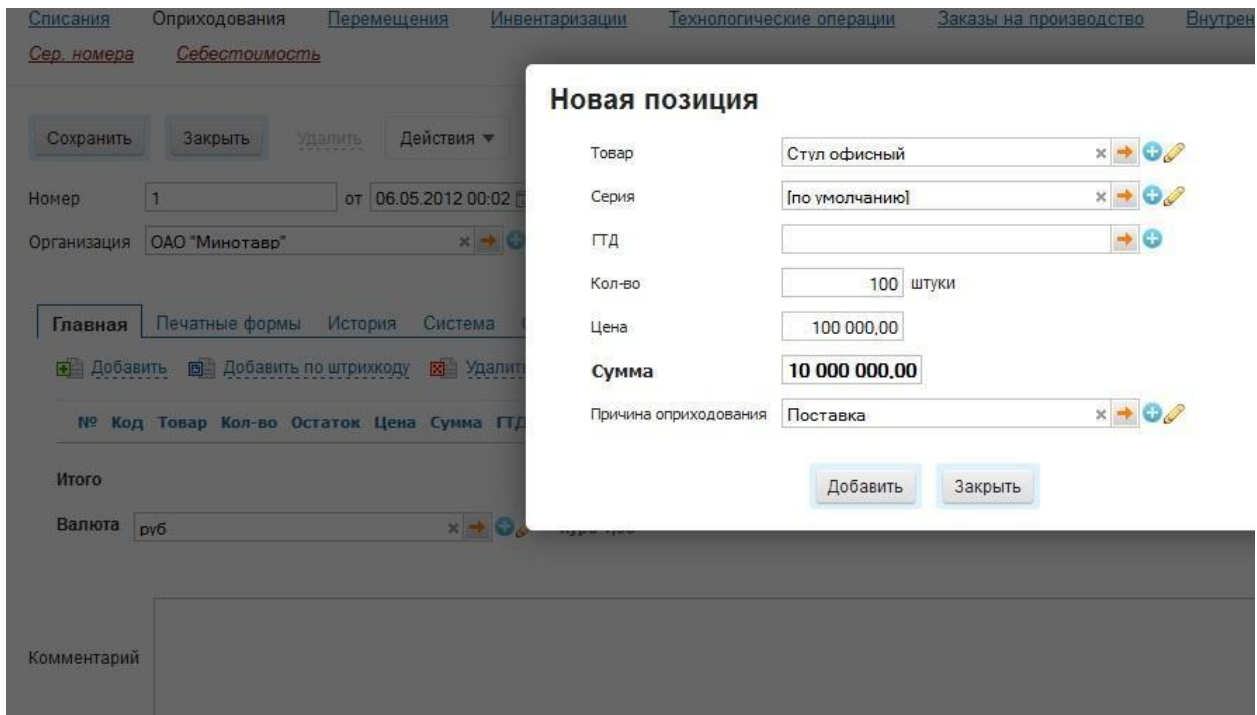 Списания Оприходования Перемещения Инвентаризации Технологические операции Заказы на производство Внутрен
Сер. номера Себестоимость
Новая позиция
Сохранить Закрыть Удалить Действия
Товар Стул офисный
Номер 1 от 06.05.2012 00:02
Серия [по умолчанию]
Организация ОАО "Минотавр"
ГТД
Кол-во 100 штуки
Главная Печатные формы История Система
Цена 100 000,00
Добавить Добавить по штрихкоду Удалить
Сумма 10 000 000,00
№ Код Товар Кол-во Остаток Цена Сумма ГТД
Причина оприходования Поставка
Итого
Добавить Закрыть
Валюта руб
Комментарий